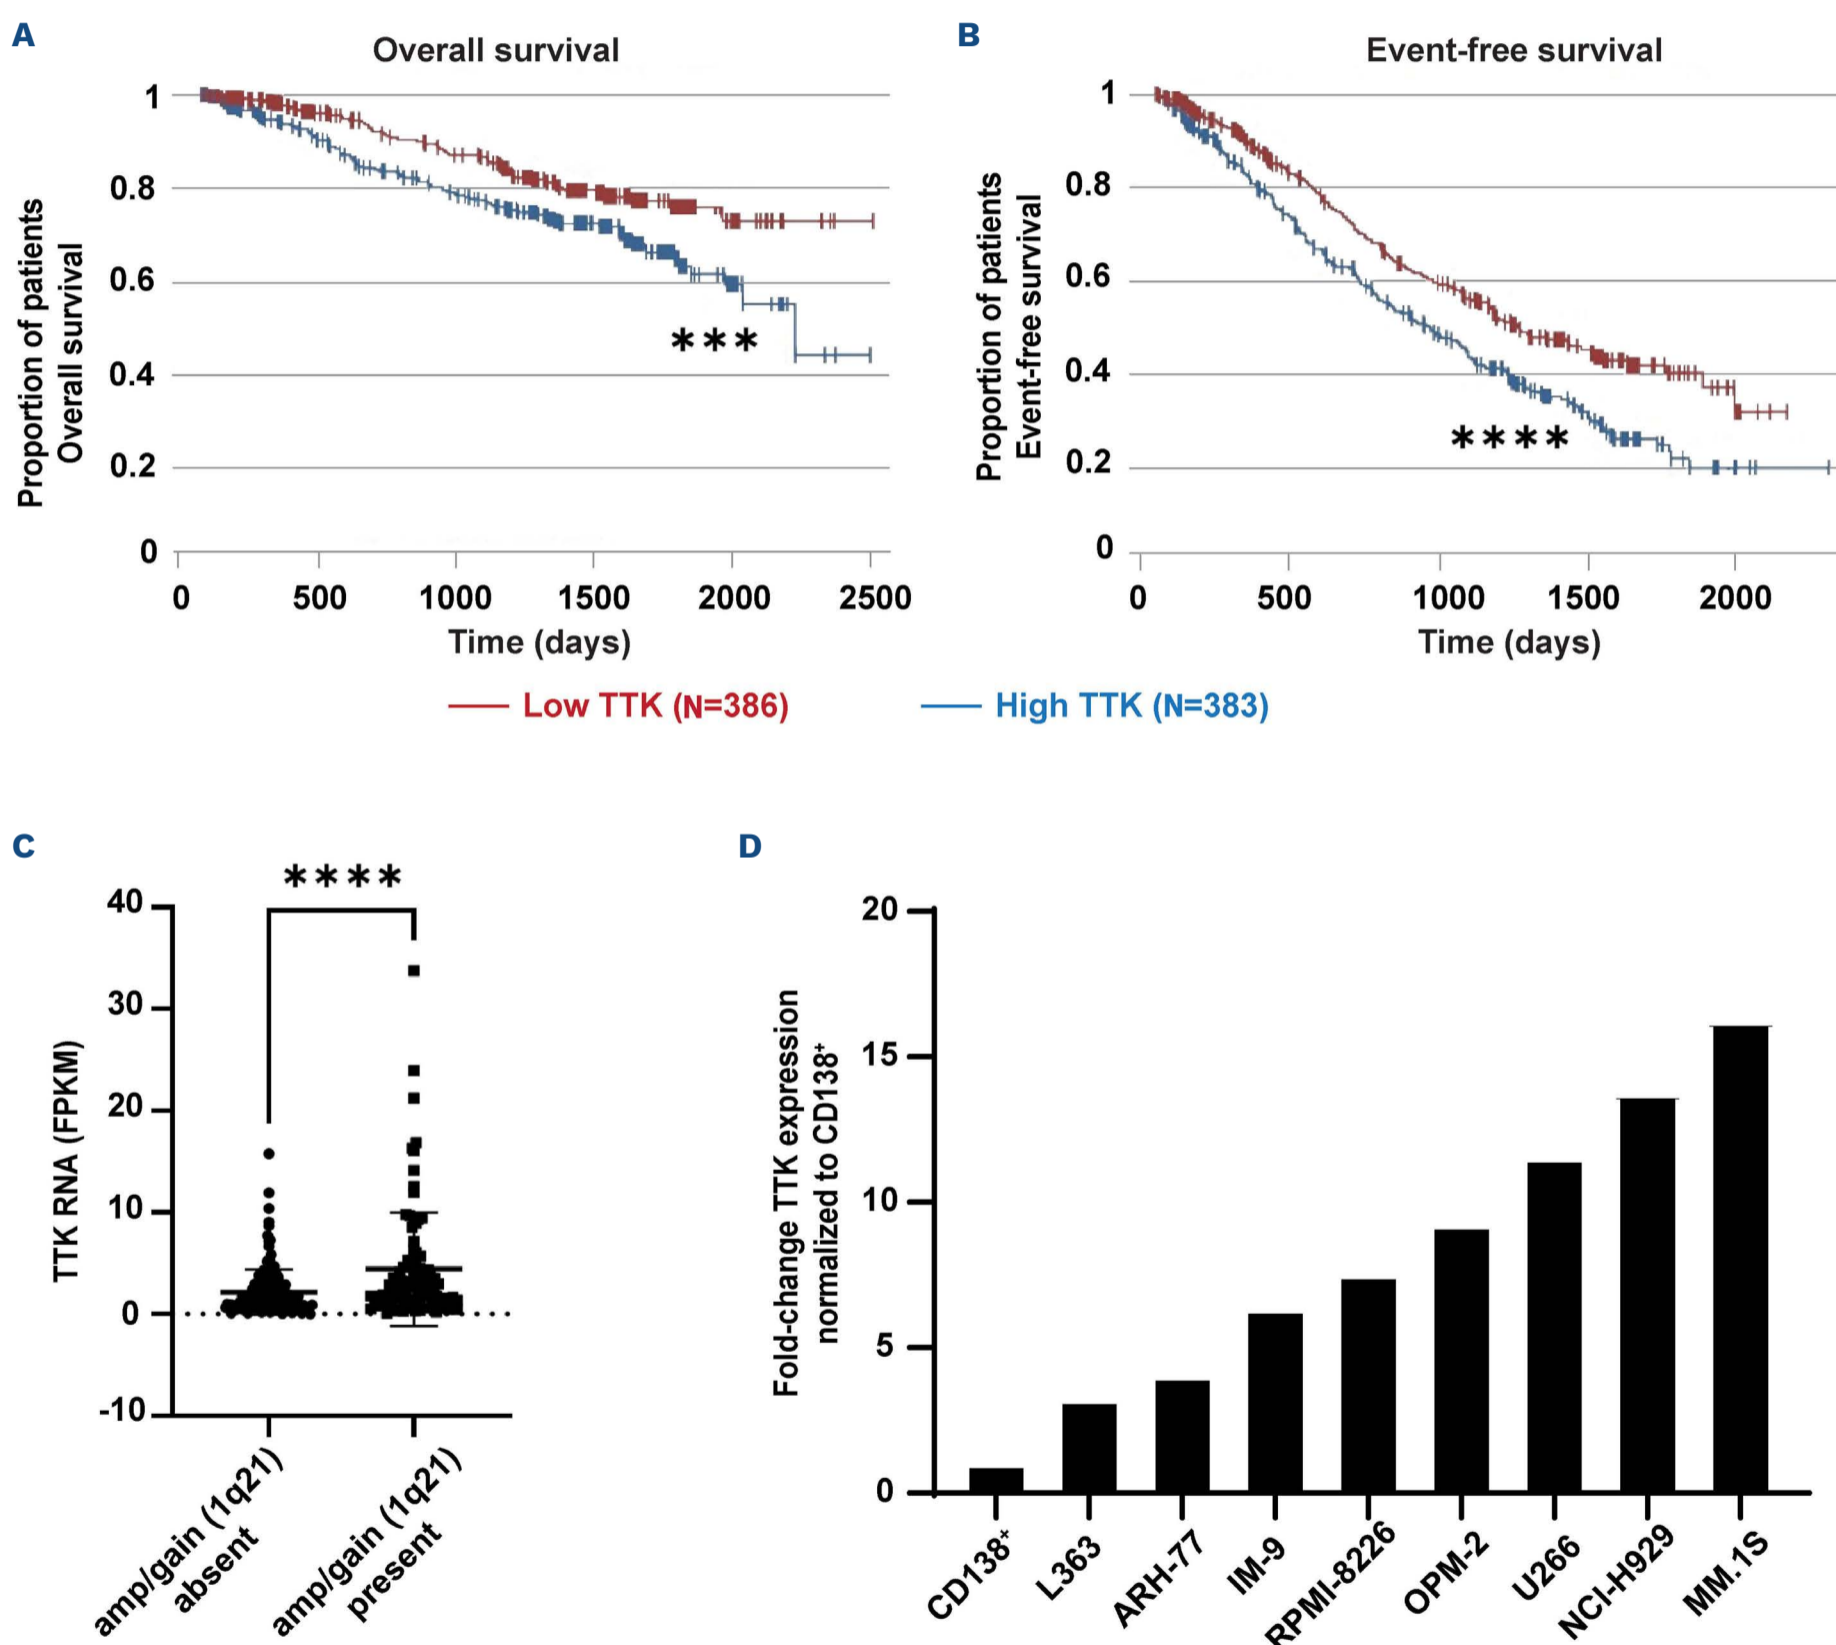 A
Overall survival
Proportion of patients
Overall survival
1
0.8
0.6
0.4
0.2
0
∗∗∗
0 500 1000 1500 2000 2500
Time (days)
B
Event-free survival
Proportion of patients
Event-free survival
1
0.8
0.6
0.4
0.2
0
∗∗∗∗
0 500 1000 1500 2000
Time (days)
Low TTK (N=386)
High TTK (N=383)
C
∗∗∗∗
TTK RNA (FPKM)
40
30
20
10
0
-10
amp/gain (1q21)
absent
amp/gain (1q21)
present
D
Fold-change TTK expression
normalized to CD138⁺
20
15
10
5
0
CD138⁺
L363
ARH-77
IM-9
RPMI-8226
OPM-2
U266
NCI-H929
MM.1S